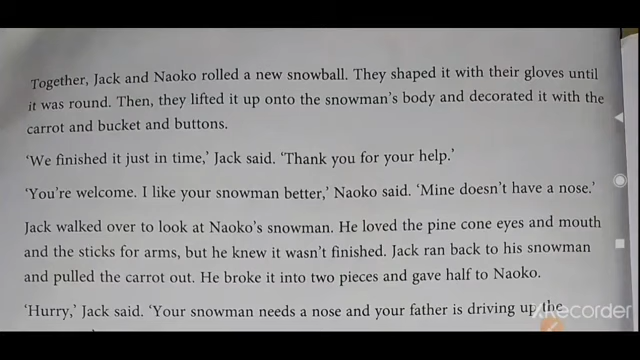 Together, Jack and Naoko rolled a new snowball. They shaped it with their gloves until
it was round. Then, they lifted it up onto the snowman's body and decorated it with the
carrot and bucket and buttons.
‘We finished it just in time,’ Jack said. ‘Thank you for your help.’
‘You're welcome. I like your snowman better,’ Naoko said. ‘Mine doesn't have a nose.’
Jack walked over to look at Naoko's snowman. He loved the pine cone eyes and mouth
and the sticks for arms, but he knew it wasn't finished. Jack ran back to his snowman
and pulled the carrot out. He broke it into two pieces and gave half to Naoko.
‘Hurry,’ Jack said. ‘Your snowman needs a nose and your father is driving up the
XRecorder